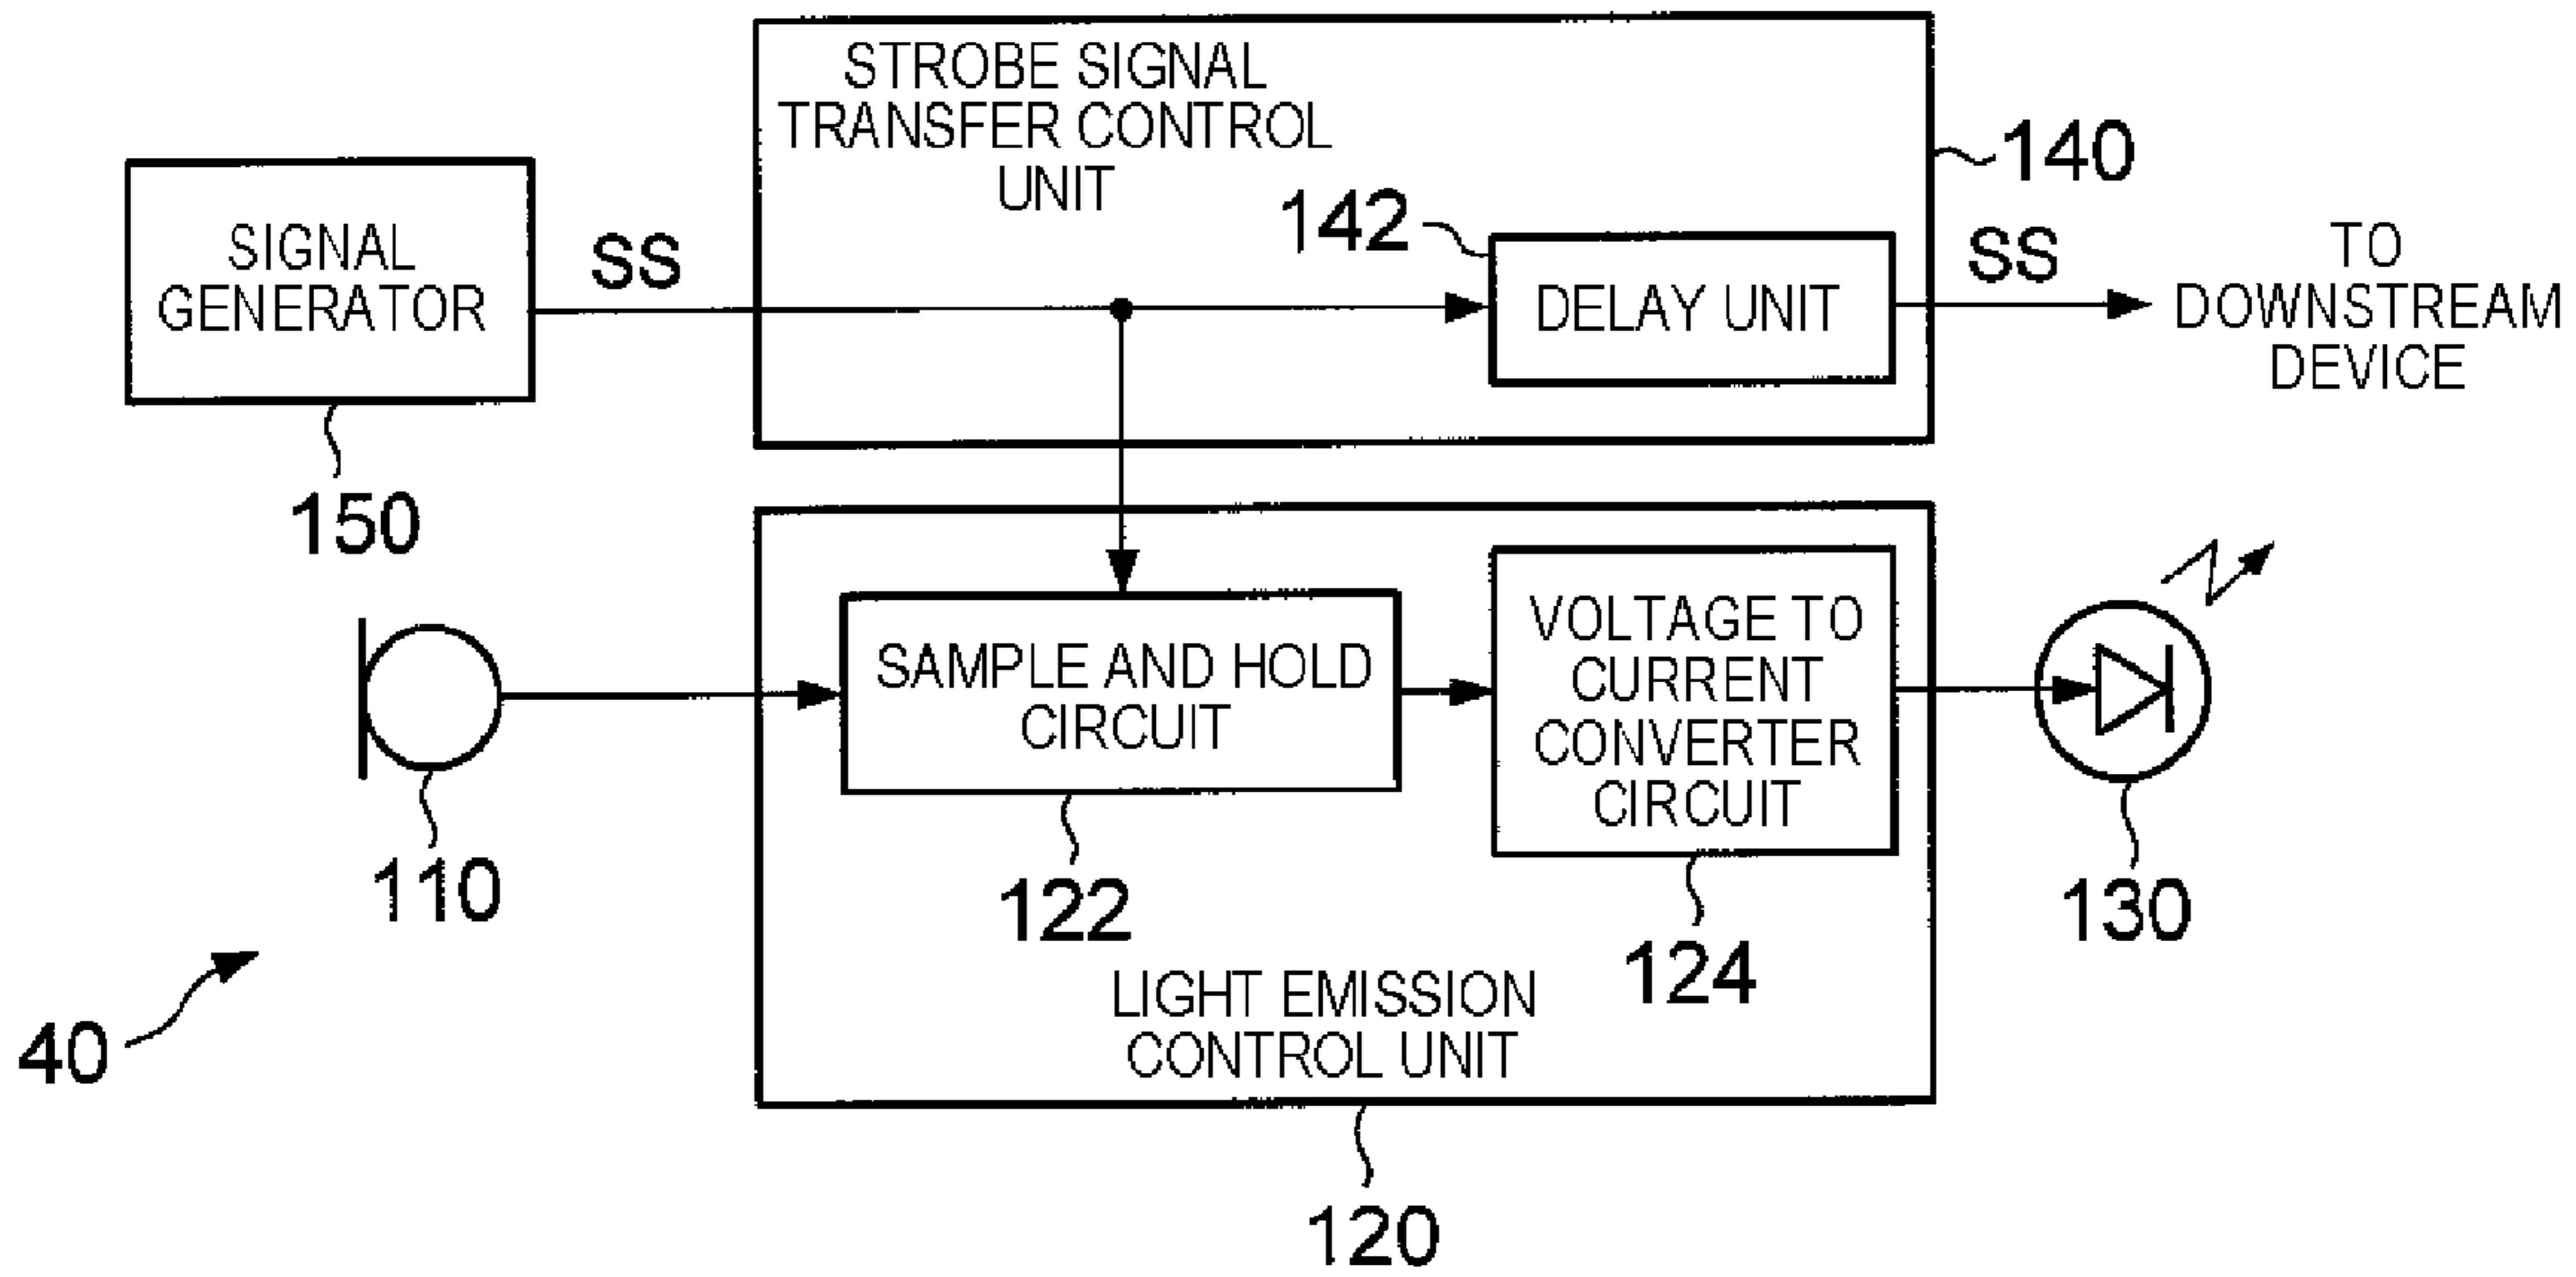 STROBE SIGNAL
TRANSFER CONTROL
UNIT
140
142
SIGNAL
GENERATOR
SS
DELAY UNIT
SS
TO
DOWNSTREAM
DEVICE
150
SAMPLE AND HOLD
CIRCUIT
VOLTAGE TO
CURRENT
CONVERTER
CIRCUIT
110
122
124
130
LIGHT EMISSION
CONTROL UNIT
40
120